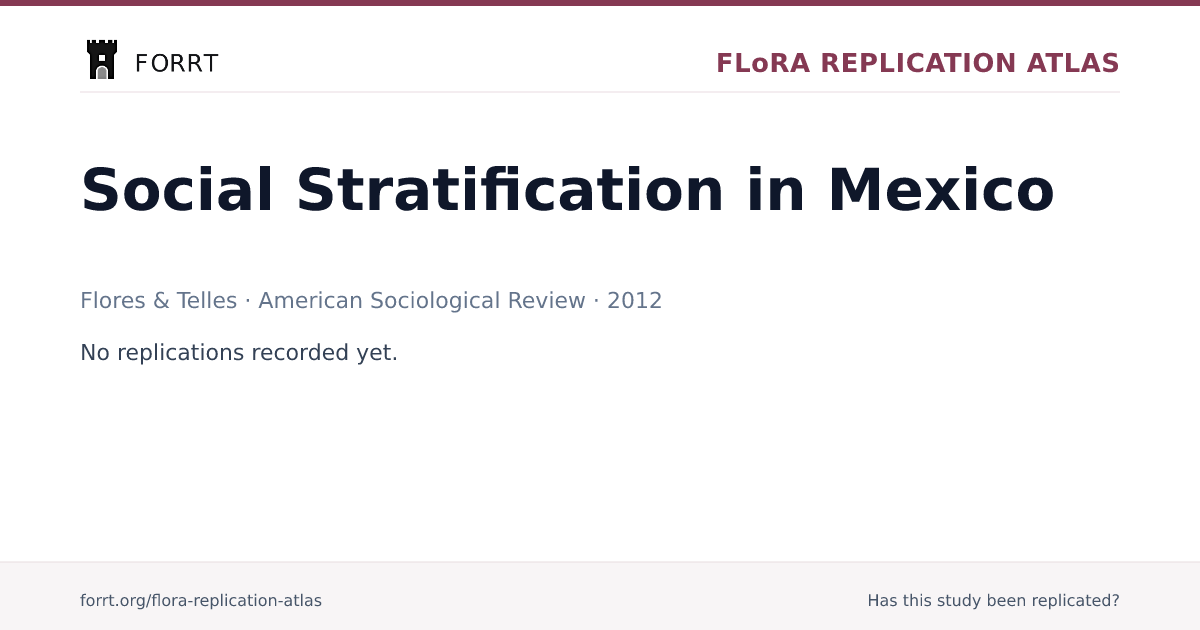 FORRT
FLoRA REPLICATION ATLAS
Social Stratification in Mexico
Flores & Telles · American Sociological Review · 2012
No replications recorded yet.
forrt.org/flora-replication-atlas
Has this study been replicated?